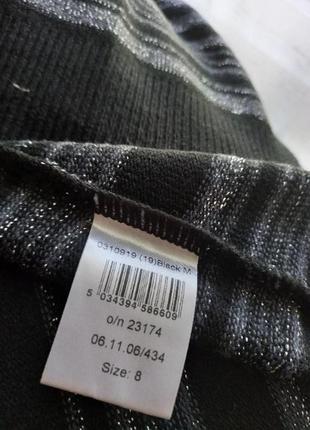 0310919 (19)Black M
5 034394 586609
o/n 23174
06.11.06/434
Size: 8